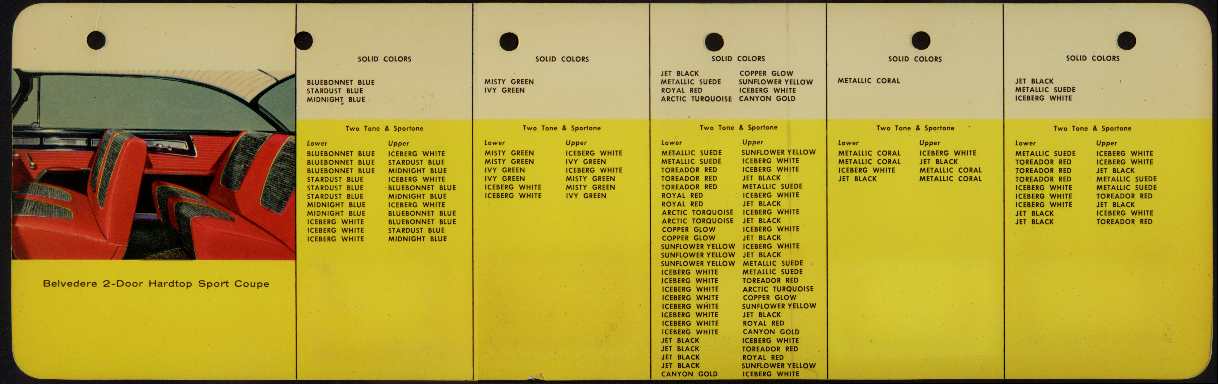 Belvedere 2-Door Hardtop Sport Coupe
SOLID COLORS
BLUEBONNET BLUE
STARDUST BLUE
MIDNIGHT BLUE
Two Tone & Sportone
Lower Upper
BLUEBONNET BLUE ICEBERG WHITE
BLUEBONNET BLUE STARDUST BLUE
BLUEBONNET BLUE MIDNIGHT BLUE
STARDUST BLUE ICEBERG WHITE
STARDUST BLUE BLUEBONNET BLUE
STARDUST BLUE MIDNIGHT BLUE
MIDNIGHT BLUE ICEBERG WHITE
MIDNIGHT BLUE BLUEBONNET BLUE
ICEBERG WHITE BLUEBONNET BLUE
ICEBERG WHITE STARDUST BLUE
ICEBERG WHITE MIDNIGHT BLUE
SOLID COLORS
MISTY GREEN
IVY GREEN
Two Tone & Sportone
Lower Upper
MISTY GREEN ICEBERG WHITE
MISTY GREEN IVY GREEN
IVY GREEN ICEBERG WHITE
IVY GREEN MISTY GREEN
ICEBERG WHITE MISTY GREEN
ICEBERG WHITE IVY GREEN
SOLID COLORS
JET BLACK COPPER GLOW
METALLIC SUEDE SUNFLOWER YELLOW
ROYAL RED ICEBERG WHITE
ARCTIC TURQUOISE CANYON GOLD
Two Tone & Sportone
Lower Upper
METALLIC SUEDE SUNFLOWER YELLOW
METALLIC SUEDE ICEBERG WHITE
TOREADOR RED ICEBERG WHITE
TOREADOR RED JET BLACK
TOREADOR RED METALLIC SUEDE
ROYAL RED ICEBERG WHITE
ROYAL RED JET BLACK
ARCTIC TORQUOISE ICEBERG WHITE
ARCTIC TORQUOISE JET BLACK
COPPER GLOW ICEBERG WHITE
COPPER GLOW JET BLACK
SUNFLOWER YELLOW ICEBERG WHITE
SUNFLOWER YELLOW JET BLACK
SUNFLOWER YELLOW METALLIC SUEDE
ICEBERG WHITE METALLIC SUEDE
ICEBERG WHITE TOREADOR RED
ICEBERG WHITE ARCTIC TURQUOISE
ICEBERG WHITE COPPER GLOW
ICEBERG WHITE SUNFLOWER YELLOW
ICEBERG WHITE JET BLACK
ICEBERG WHITE ROYAL RED
ICEBERG WHITE CANYON GOLD
JET BLACK ICEBERG WHITE
JET BLACK TOREADOR RED
JET BLACK ROYAL RED
JET BLACK SUNFLOWER YELLOW
CANYON GOLD ICEBERG WHITE
SOLID COLORS
METALLIC CORAL
Two Tone & Sportone
Lower Upper
METALLIC CORAL ICEBERG WHITE
METALLIC CORAL JET BLACK
ICEBERG WHITE METALLIC CORAL
JET BLACK METALLIC CORAL
SOLID COLORS
JET BLACK
METALLIC SUEDE
ICEBERG WHITE
Two Tone & Sportone
Lower Upper
METALLIC SUEDE ICEBERG WHITE
TOREADOR RED ICEBERG WHITE
TOREADOR RED JET BLACK
TOREADOR RED METALLIC SUEDE
ICEBERG WHITE METALLIC SUEDE
ICEBERG WHITE TOREADOR RED
ICEBERG WHITE JET BLACK
JET BLACK ICEBERG WHITE
JET BLACK TOREADOR RED